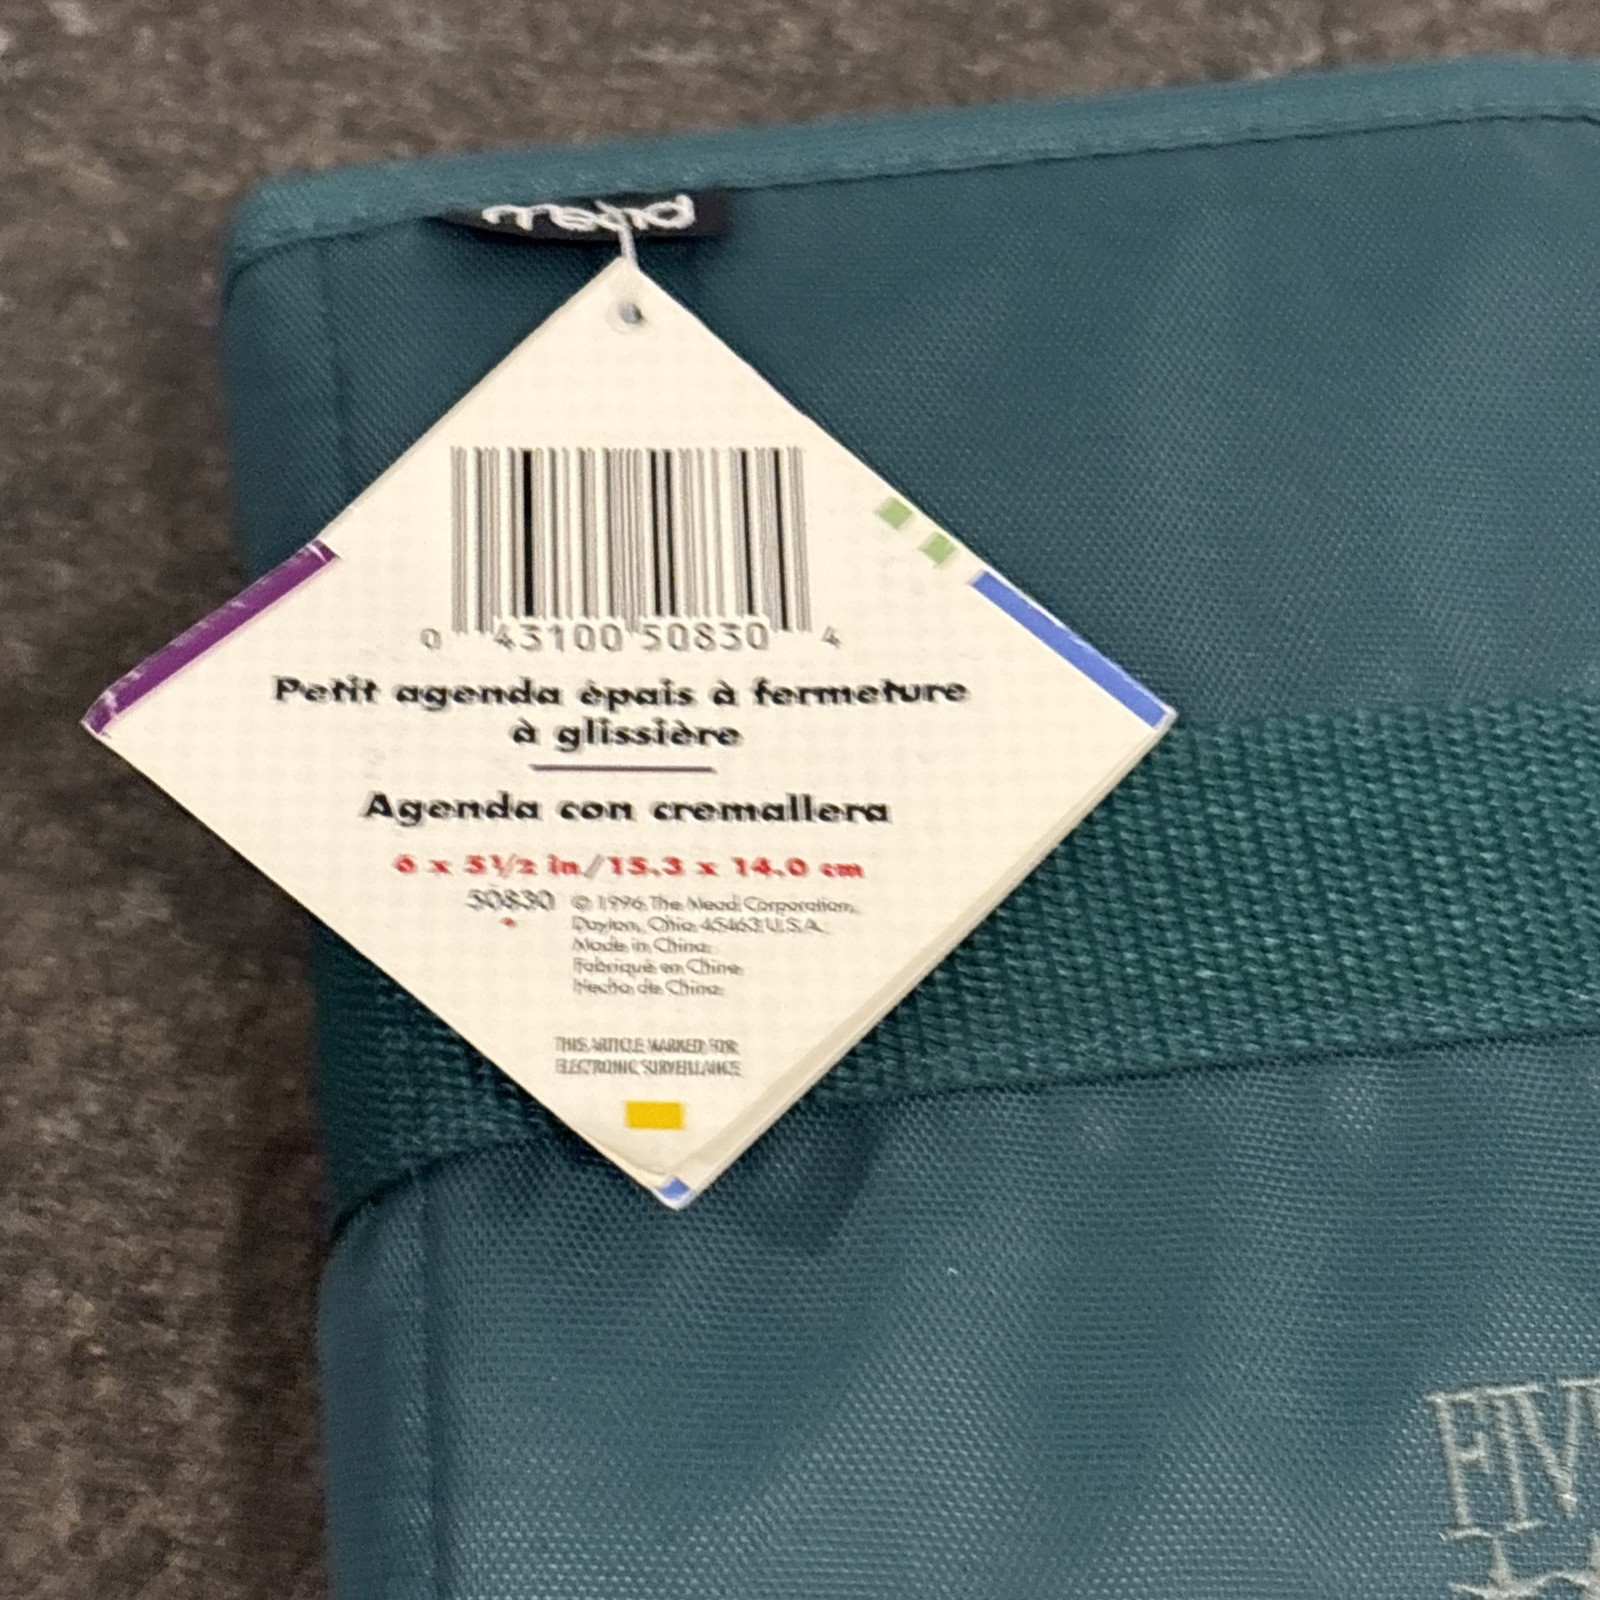 mead
0 43100 50830 4
Petit agenda épais à fermeture
à glissière
Agenda con cremallera
6 x 5 1/2 in./15.3 x 14.0 cm
50830 © 1996 The Mead Corporation,
Dayton, Ohio 45463 U.S.A.
Made in China.
Fabriqué en Chine.
Hecho de China.
THIS ARTICLE MARKED FOR
ELECTRONIC SURVEILLANCE
FIV